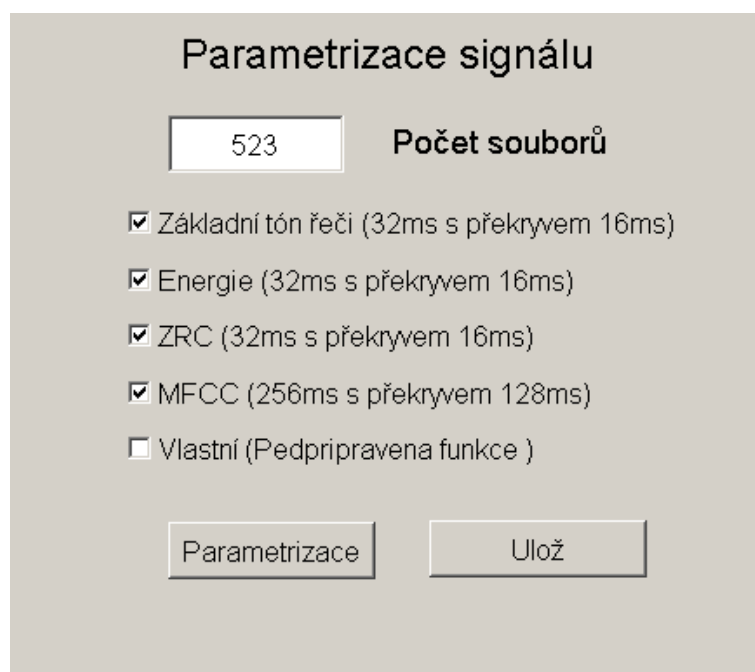 Parametrizace signálu
523 Počet souborů
Základní tón řeči (32ms s překryvem 16ms)
Energie (32ms s překryvem 16ms)
ZRC (32ms s překryvem 16ms)
MFCC (256ms s překryvem 128ms)
Vlastní (Pedpripravena funkce )
Parametrizace Ulož